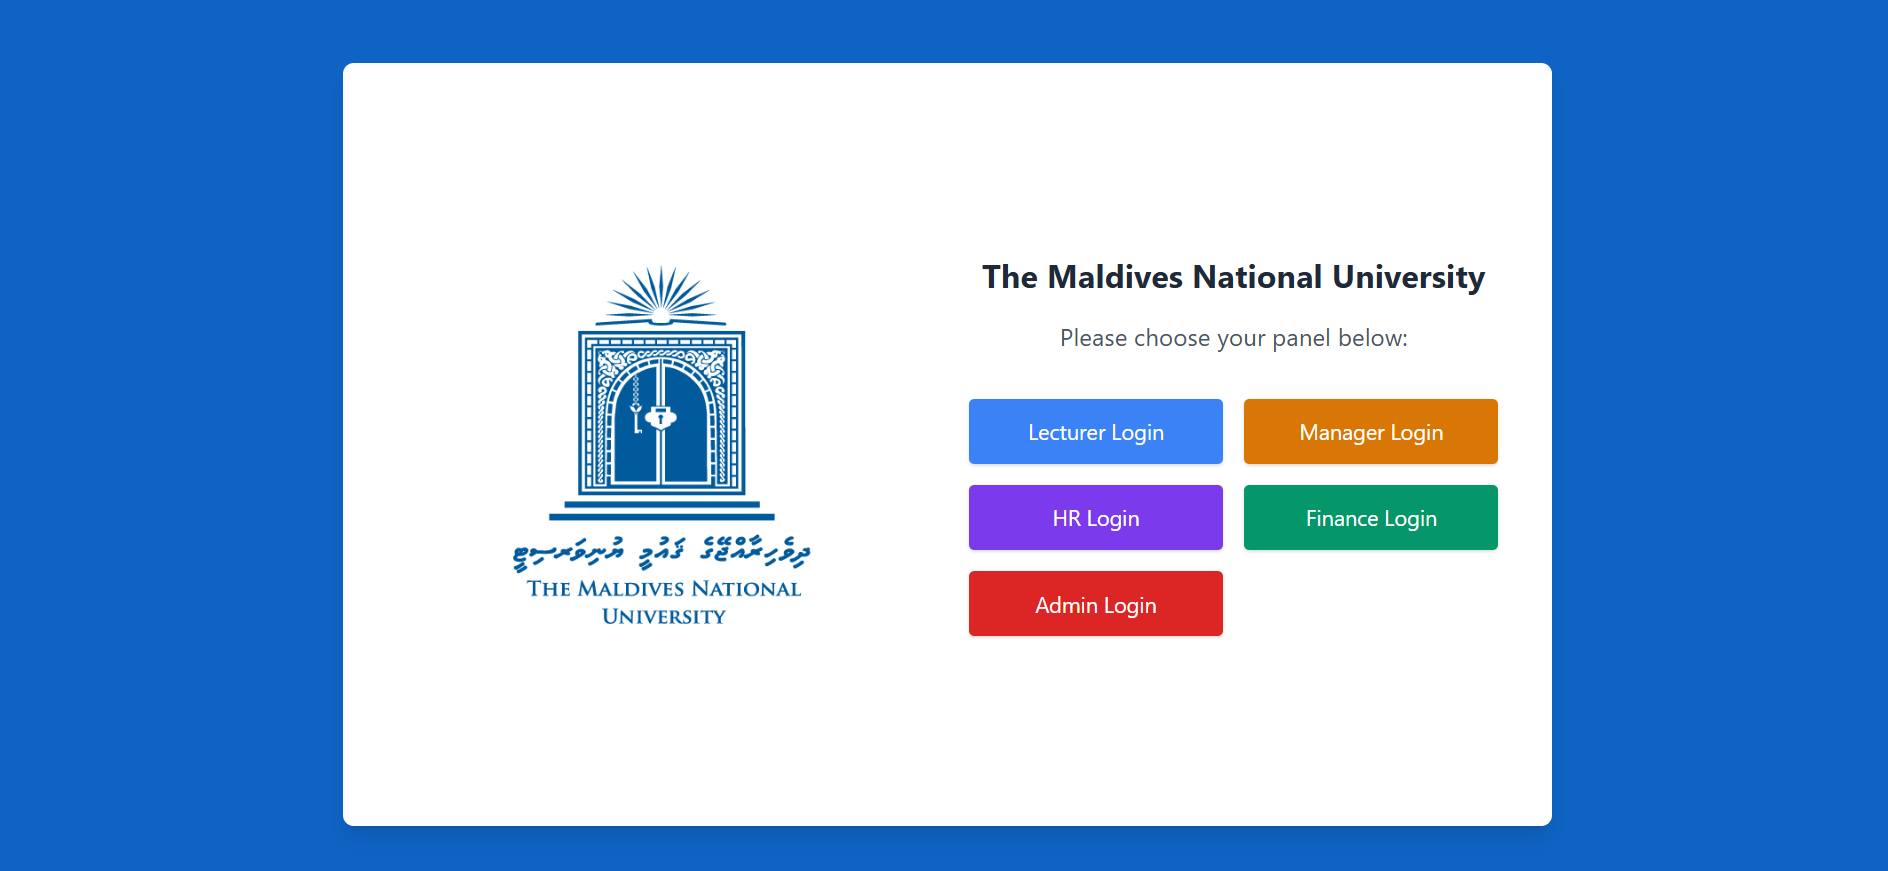 ދިވެހިރާއްޖޭގެ ޤައުމީ ޔުނިވަރސިޓީ
THE MALDIVES NATIONAL
UNIVERSITY
The Maldives National University
Please choose your panel below:
Lecturer Login
Manager Login
HR Login
Finance Login
Admin Login